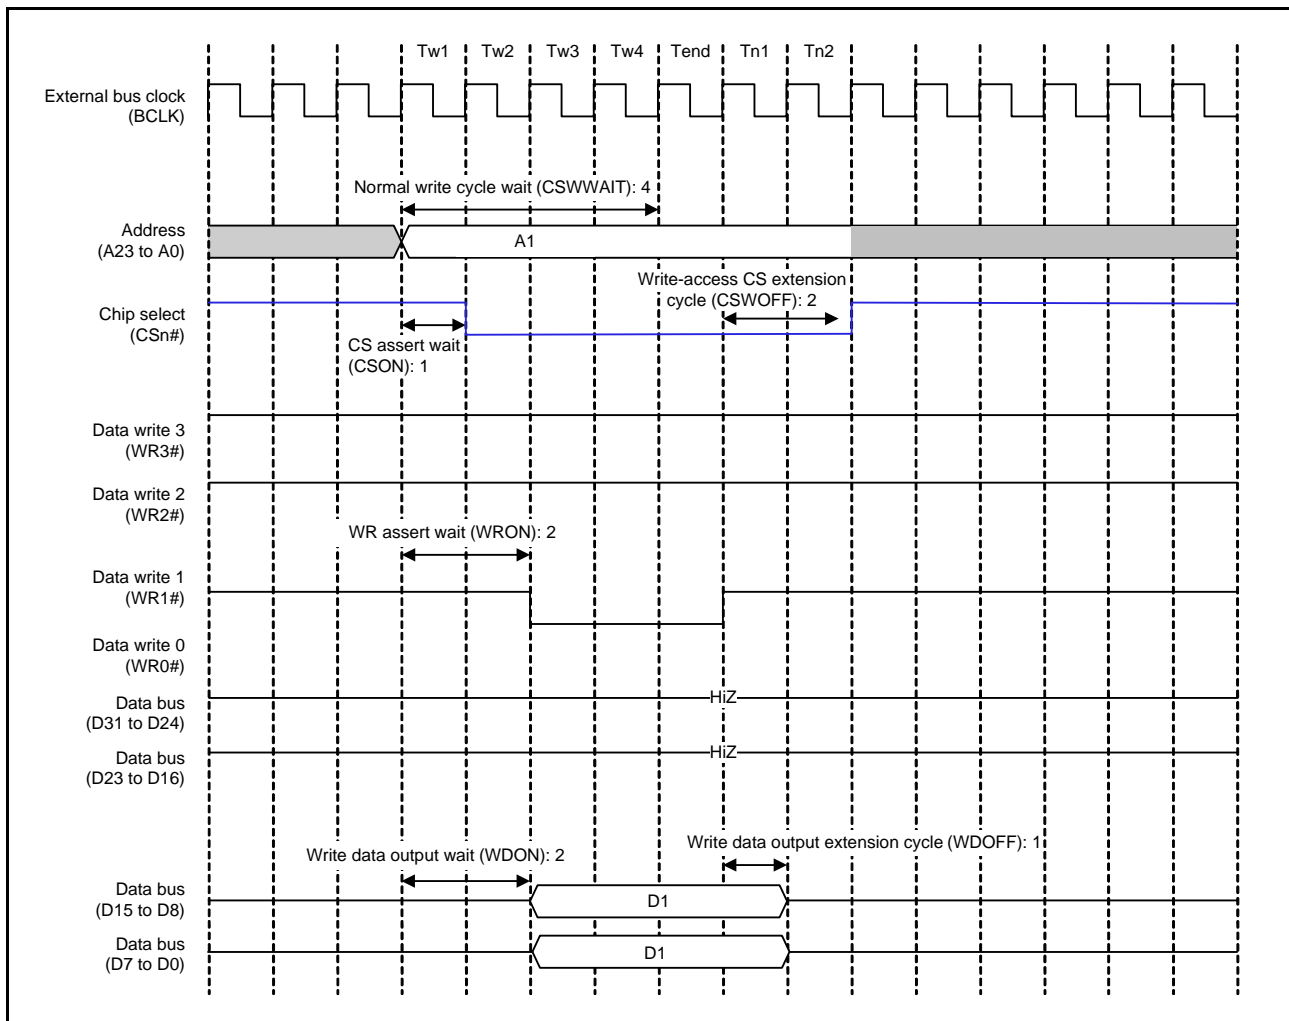 Tw1 Tw2 Tw3 Tw4 Tend Tn1 Tn2
External bus clock
(BCLK)
Normal write cycle wait (CSWWAIT): 4
Address
(A23 to A0)
A1
Write-access CS extension
cycle (CSWOFF): 2
Chip select
(CSn#)
CS assert wait
(CSON): 1
Data write 3
(WR3#)
Data write 2
(WR2#)
WR assert wait (WRON): 2
Data write 1
(WR1#)
Data write 0
(WR0#)
Data bus
(D31 to D24)
HiZ
Data bus
(D23 to D16)
HiZ
Write data output wait (WDON): 2
Write data output extension cycle (WDOFF): 1
Data bus
(D15 to D8)
D1
Data bus
(D7 to D0)
D1